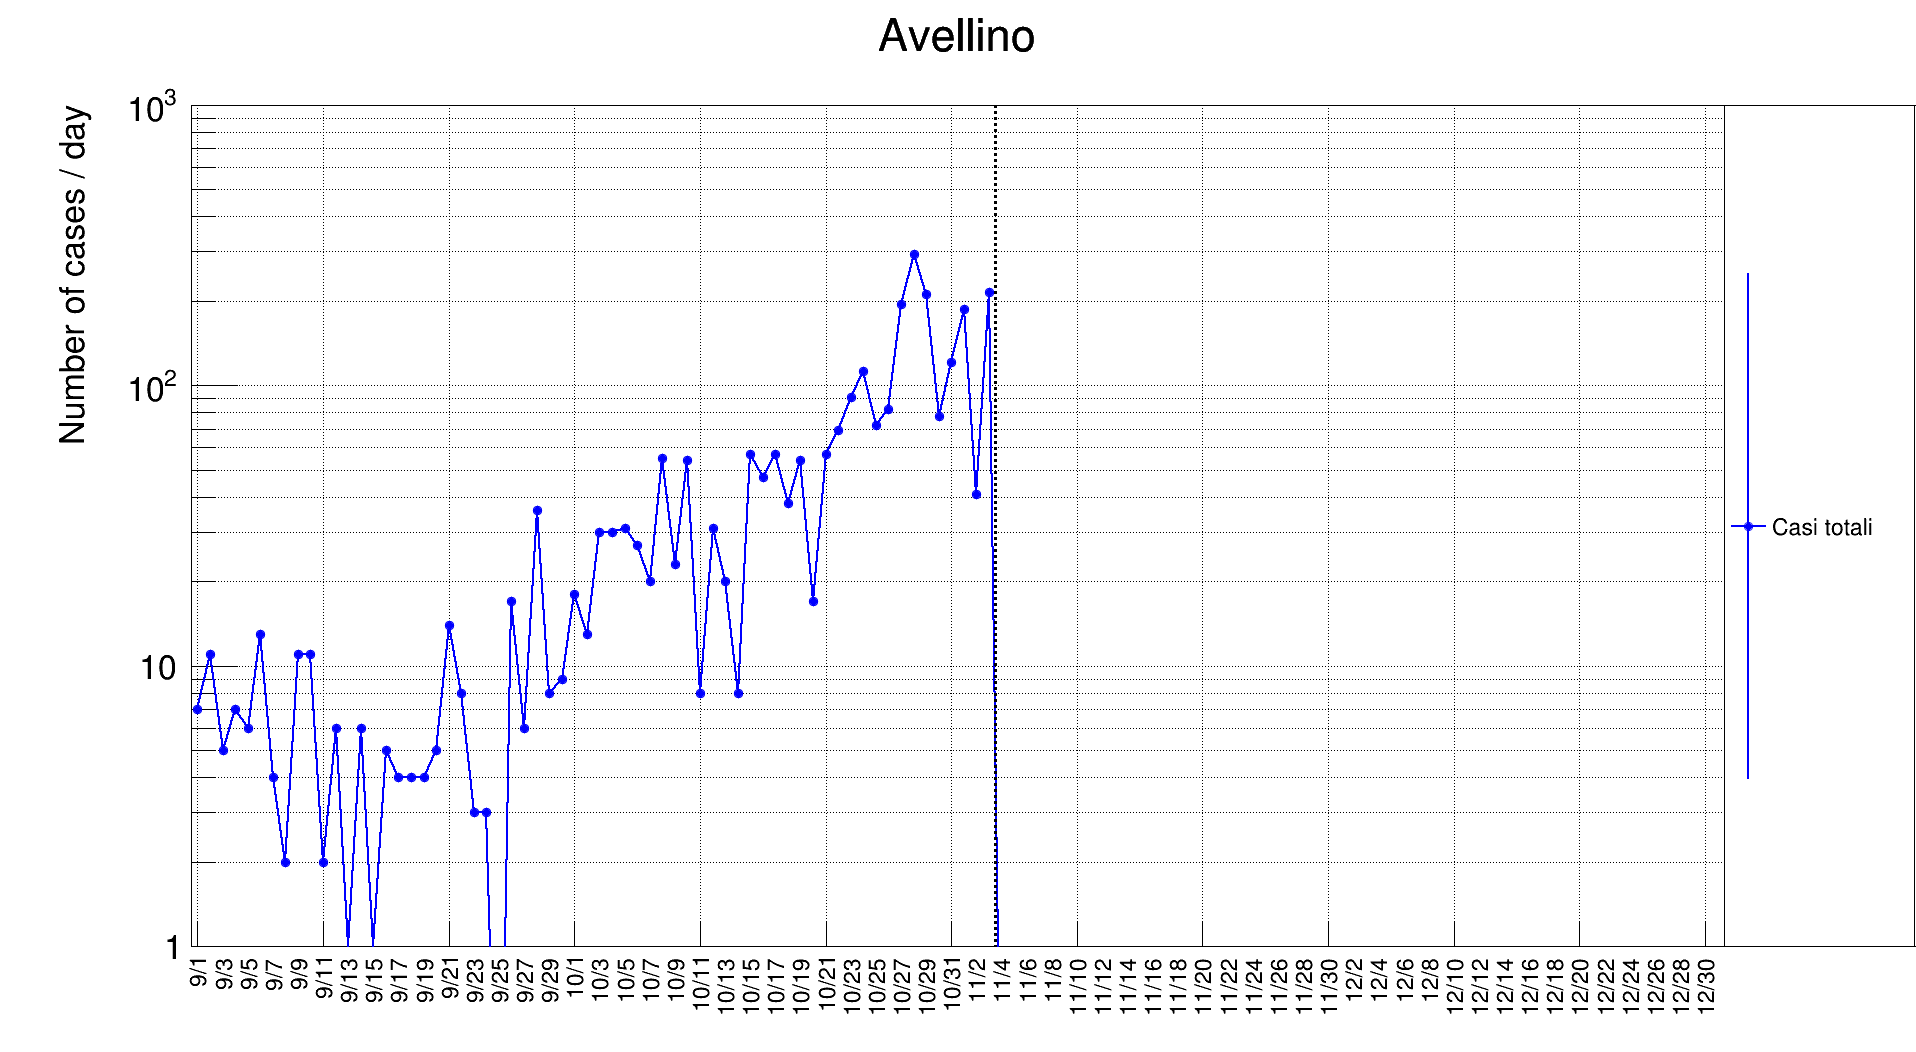 Avellino
Number of cases / day
10³
10²
10
1
9/1 9/3 9/5 9/7 9/9 9/11 9/13 9/15 9/17 9/19 9/21 9/23 9/25 9/27 9/29 10/1 10/3 10/5 10/7 10/9 10/11 10/13 10/15 10/17 10/19 10/21 10/23 10/25 10/27 10/29 10/31 11/2 11/4 11/6 11/8 11/10 11/12 11/14 11/16 11/18 11/20 11/22 11/24 11/26 11/28 11/30 12/2 12/4 12/6 12/8 12/10 12/12 12/14 12/16 12/18 12/20 12/22 12/24 12/26 12/28 12/30
Casi totali